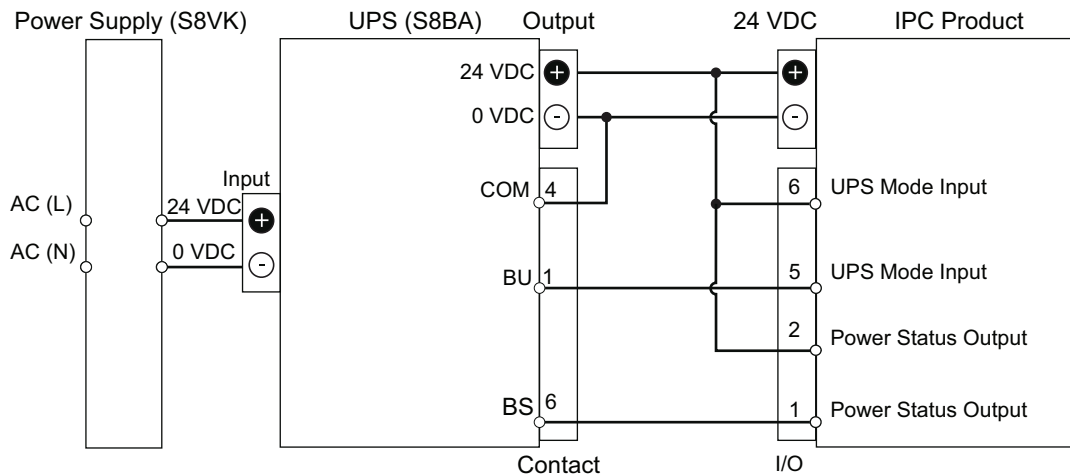 Power Supply (S8VK) UPS (S8BA) Output 24 VDC IPC Product
24 VDC + +
0 VDC - -
Input
COM 4 6 UPS Mode Input
AC (L) 24 VDC +
AC (N) 0 VDC -
BU 1 5 UPS Mode Input
2 Power Status Output
BS 6 1 Power Status Output
Contact I/O